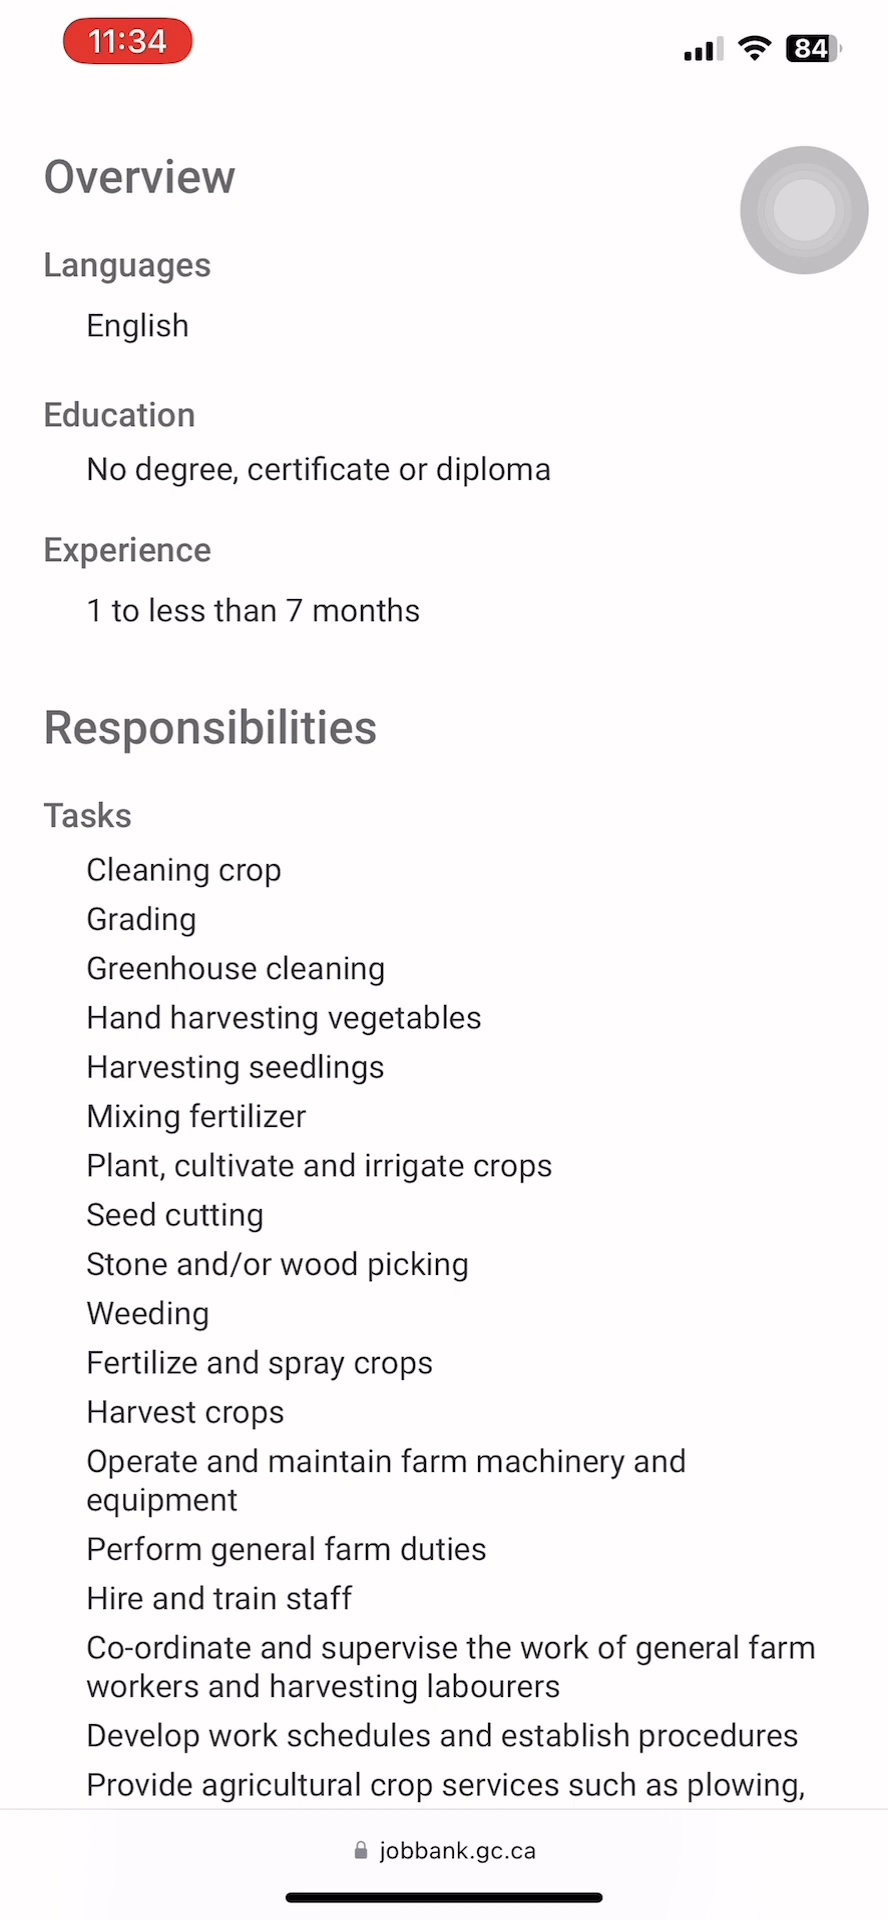 11:34
84
Overview
Languages
English
Education
No degree, certificate or diploma
Experience
1 to less than 7 months
Responsibilities
Tasks
Cleaning crop
Grading
Greenhouse cleaning
Hand harvesting vegetables
Harvesting seedlings
Mixing fertilizer
Plant, cultivate and irrigate crops
Seed cutting
Stone and/or wood picking
Weeding
Fertilize and spray crops
Harvest crops
Operate and maintain farm machinery and
equipment
Perform general farm duties
Hire and train staff
Co-ordinate and supervise the work of general farm
workers and harvesting labourers
Develop work schedules and establish procedures
Provide agricultural crop services such as plowing,
jobbank.gc.ca